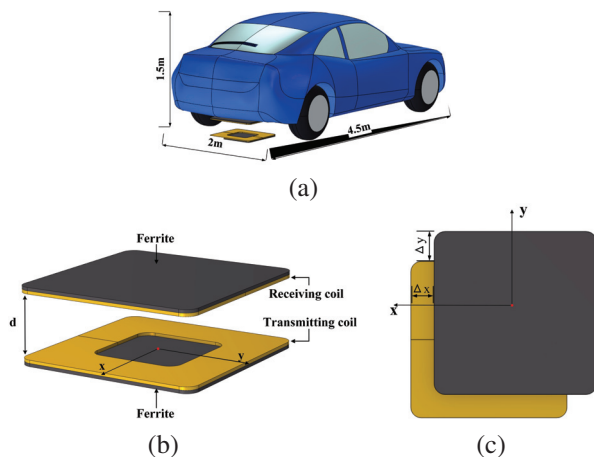 1.5m
2m
4.5m
(a)
Ferrite
Receiving coil
d
Transmitting coil
x
y
Ferrite
(b)
y
Δy
Δx
x
(c)